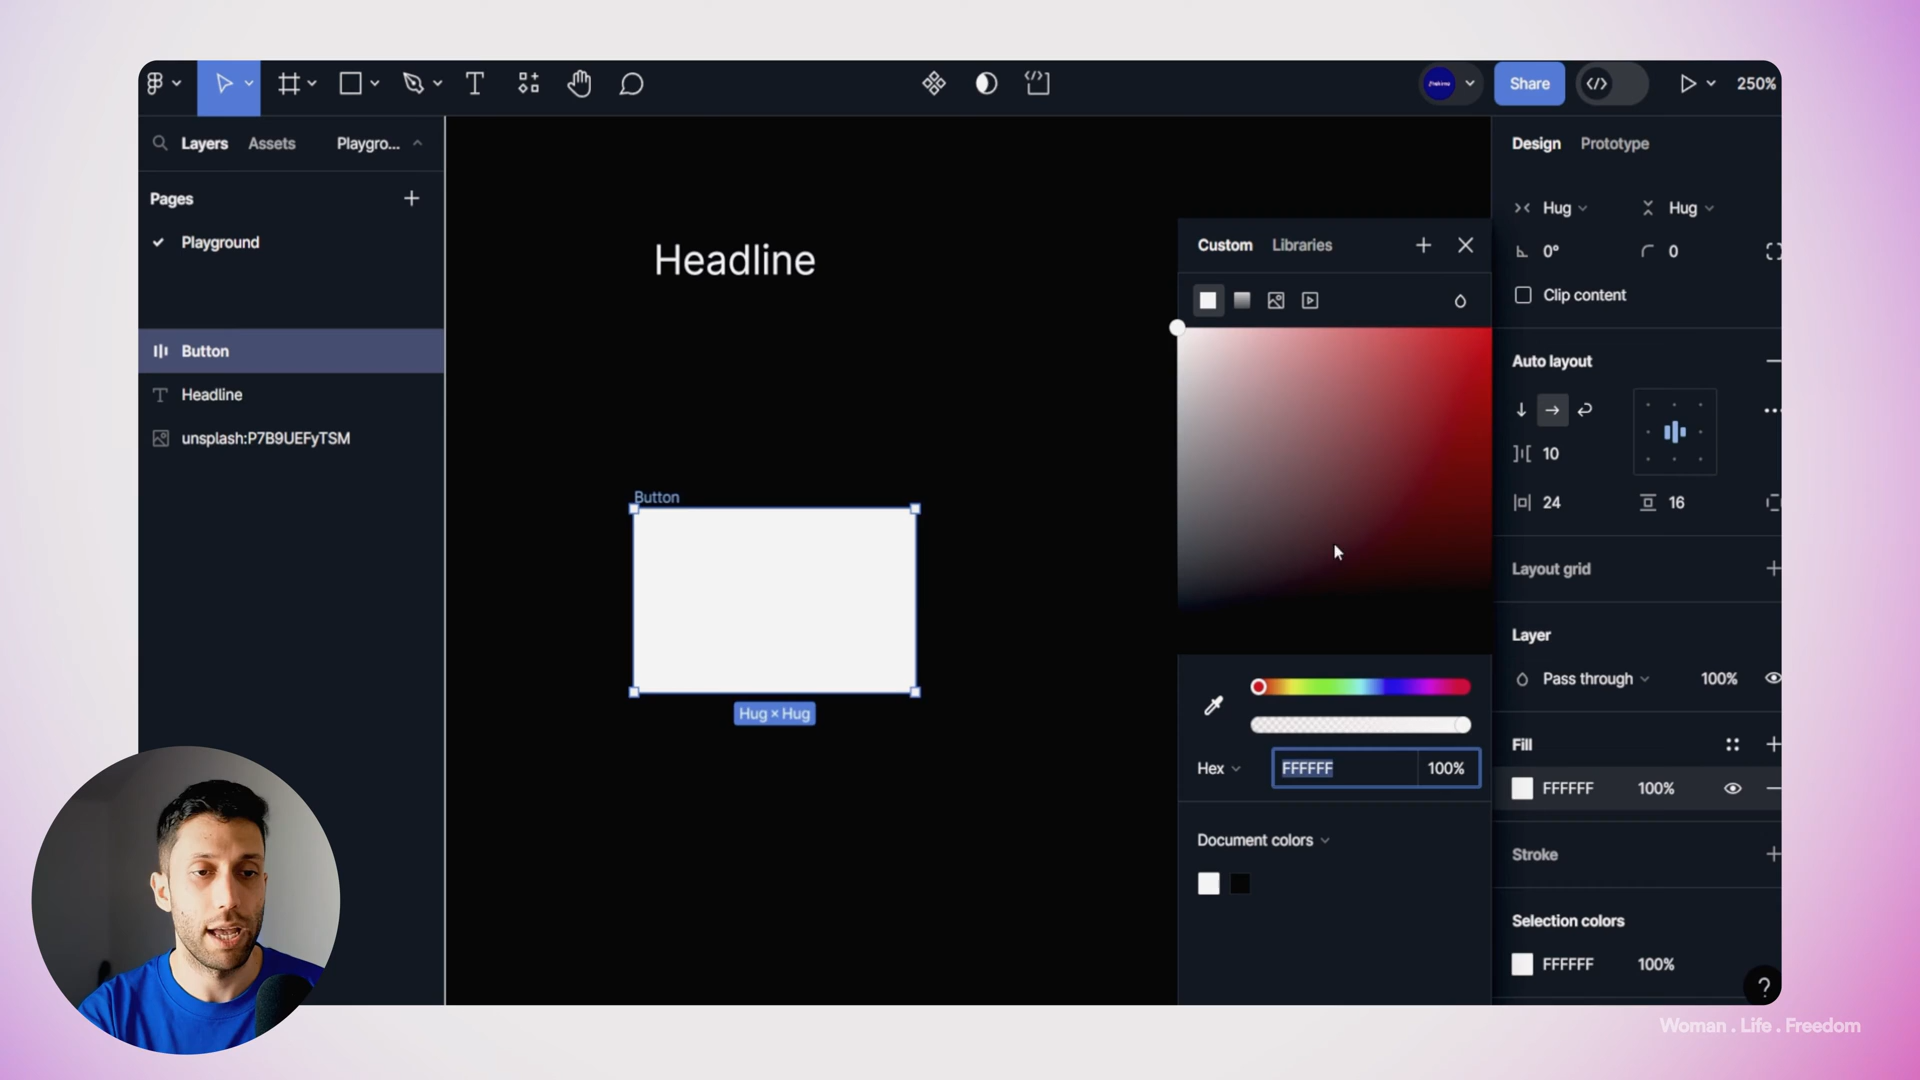 Share
250%
Layers
Assets
Playgro...
Design
Prototype
Pages
Playground
Hug
Hug
0°
0
Clip content
Headline
Custom
Libraries
Button
Headline
unsplash:P7B9UEFyTSM
Auto layout
10
24
16
Button
Hug × Hug
Layout grid
Layer
Pass through
100%
Hex
FFFFFF
100%
Fill
FFFFFF
100%
Document colors
Stroke
Selection colors
FFFFFF
100%
?
Woman . Life . Freedom